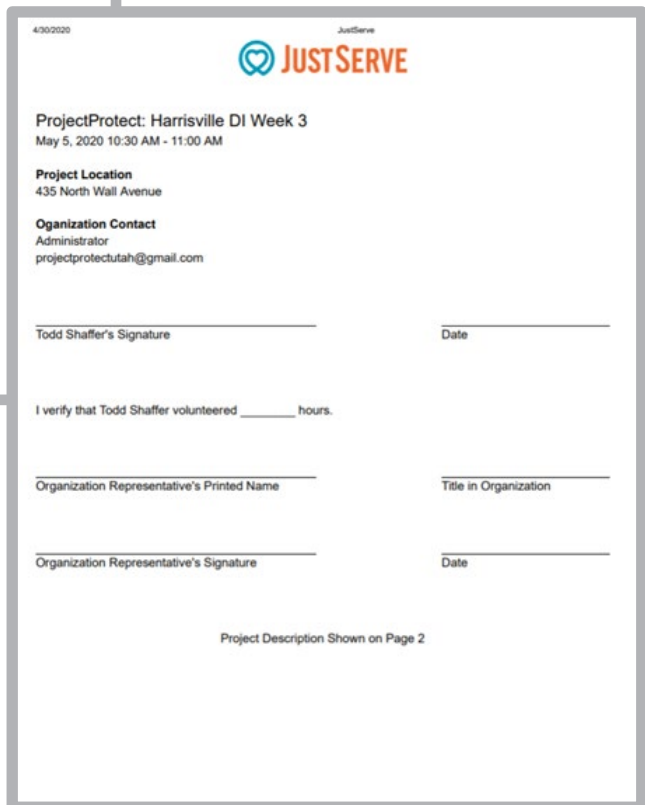 4/30/2020 JustServe
JUSTSERVE
ProjectProtect: Harrisville DI Week 3
May 5, 2020 10:30 AM - 11:00 AM
Project Location
435 North Wall Avenue
Oganization Contact
Administrator
projectprotectutah@gmail.com
Todd Shaffer's Signature Date
I verify that Todd Shaffer volunteered ________ hours.
Organization Representative's Printed Name Title in Organization
Organization Representative's Signature Date
Project Description Shown on Page 2